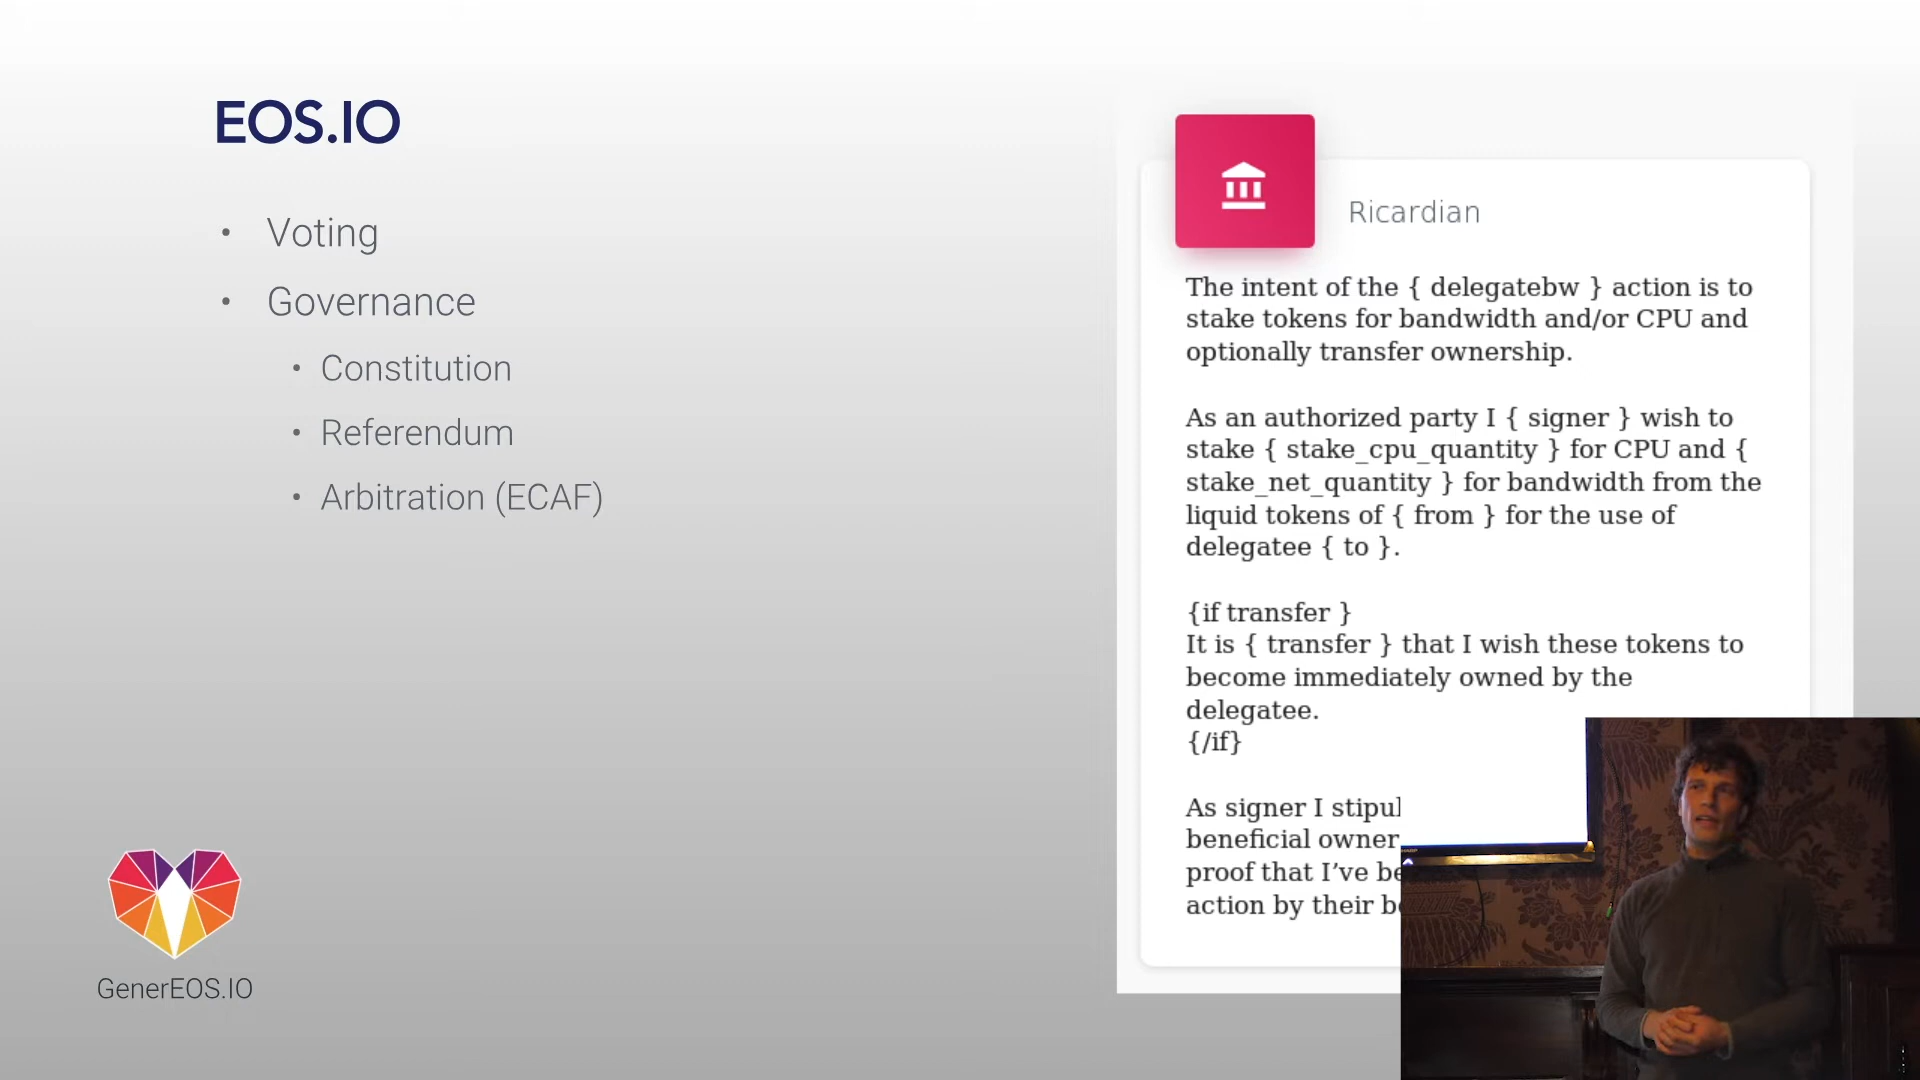 EOS.IO
• Voting
• Governance
• Constitution
• Referendum
• Arbitration (ECAF)
GenerEOS.IO
Ricardian
The intent of the { delegatebw } action is to
stake tokens for bandwidth and/or CPU and
optionally transfer ownership.
As an authorized party I { signer } wish to
stake { stake_cpu_quantity } for CPU and {
stake_net_quantity } for bandwidth from the
liquid tokens of { from } for the use of
delegatee { to }.
{if transfer }
It is { transfer } that I wish these tokens to
become immediately owned by the
delegatee.
{/if}
As signer I stipul
beneficial owner
proof that I’ve be
action by their